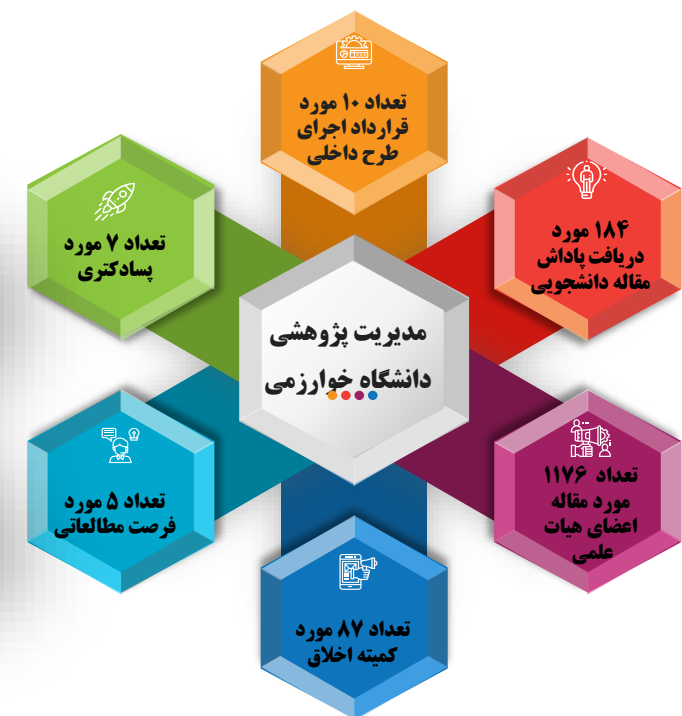 تعداد ۱۰ مورد
قرارداد اجرای
طرح داخلی
۱۸۴ مورد
دریافت پاداش
مقاله دانشجویی
تعداد ۷ مورد
پسادکتری
مدیریت پژوهشی
دانشگاه خوارزمی
تعداد ۱۱۷۶
مورد مقاله
اعضای هیات
علمی
تعداد ۵ مورد
فرصت مطالعاتی
تعداد ۸۷ مورد
کمیته اخلاق